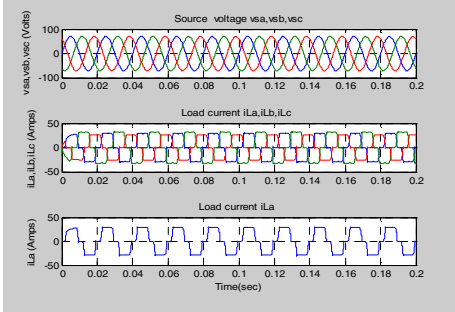 Source voltage vsa,vsb,vsc
vsa,vsb,vsc (Volts)
100
0
-100
0 0.02 0.04 0.06 0.08 0.1 0.12 0.14 0.16 0.18 0.2
Load current iLa,iLb,iLc
iLa,iLb,iLc (Amps)
50
0
-50
0 0.02 0.04 0.06 0.08 0.1 0.12 0.14 0.16 0.18 0.2
Load current iLa
iLa (Amps)
50
0
-50
0 0.02 0.04 0.06 0.08 0.1 0.12 0.14 0.16 0.18 0.2
Time(sec)